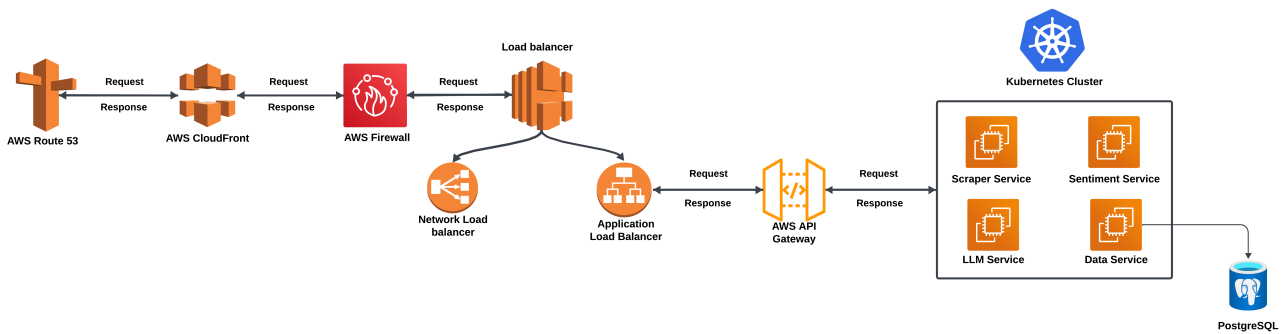 Load balancer
Kubernetes Cluster
Request
Response
Request
Response
Request
Response
AWS Route 53
AWS CloudFront
AWS Firewall
Network Load
balancer
Application
Load Balancer
Request
Response
AWS API
Gateway
Request
Response
Scraper Service
Sentiment Service
LLM Service
Data Service
PostgreSQL